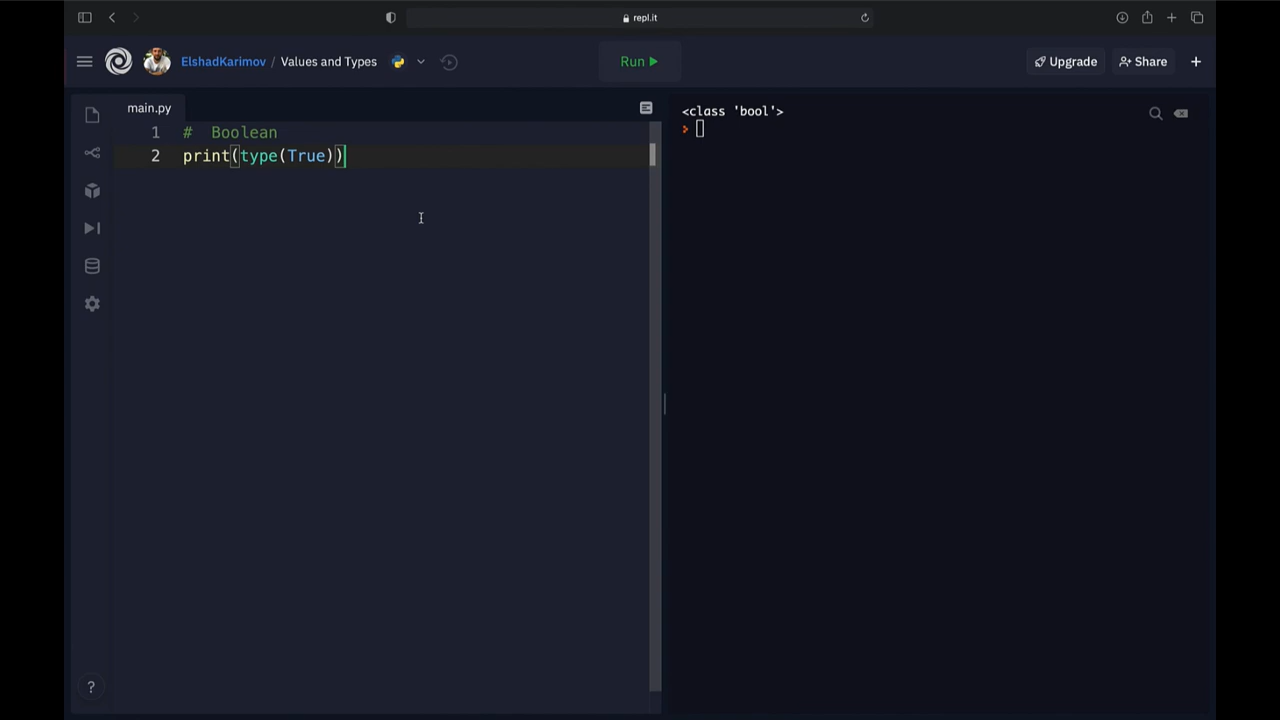 repl.it
ElshadKarimov / Values and Types
Run
Upgrade
Share
main.py
1 # Boolean
2 print(type(True))
<class 'bool'>
?